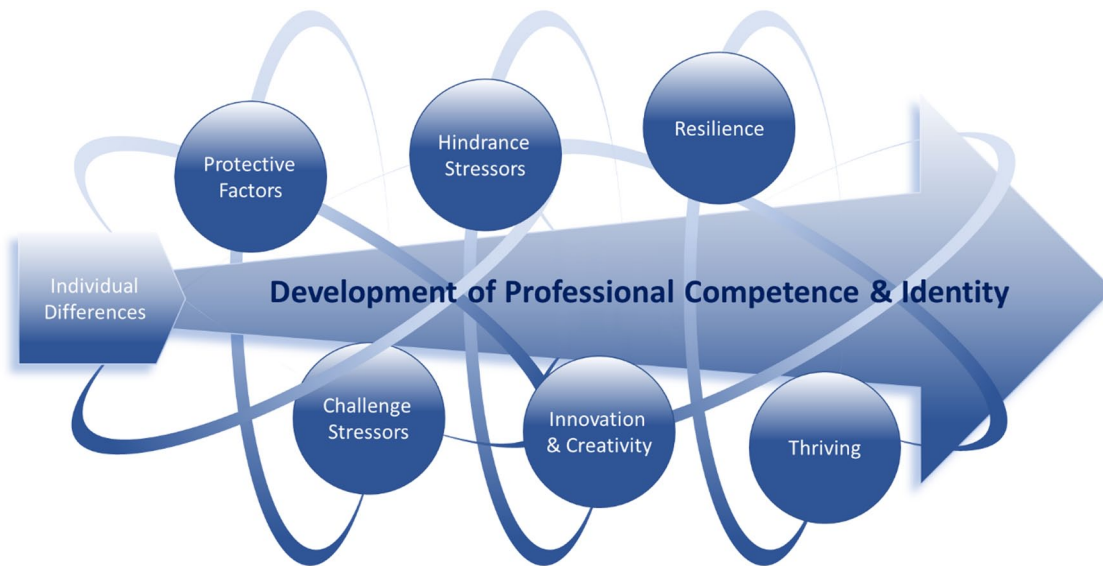 Resilience
Hindrance
Stressors
Protective
Factors
Individual
Differences
Development of Professional Competence & Identity
Challenge
Stressors
Innovation
& Creativity
Thriving